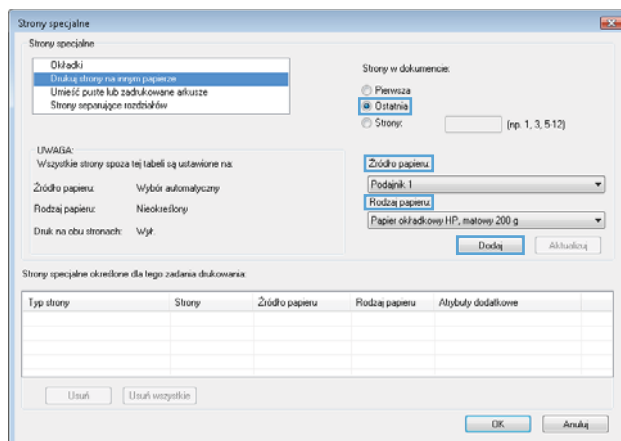 Strony specjalne
Strony specjalne
Okładki
Drukuj strony na innym papierze
Umieść puste lub zadrukowane arkusze
Strony separujące rozdziałów
Strony w dokumencie:
Pierwsza
Ostatnia
Strony:
(np. 1, 3, 5-12)
UWAGA:
Wszystkie strony spoza tej tabeli są ustawione na:
Źródło papieru: Wybór automatyczny
Rodzaj papieru: Nieokreślony
Druk na obu stronach: Wył.
Źródło papieru:
Podajnik 1
Rodzaj papieru:
Papier okładkowy HP, matowy 200 g
Dodaj Aktualizuj
Strony specjalne określone dla tego zadania drukowania:
Typ strony Strony Źródło papieru Rodzaj papieru Atrybuty dodatkowe
Usuń Usuń wszystkie
OK Anuluj